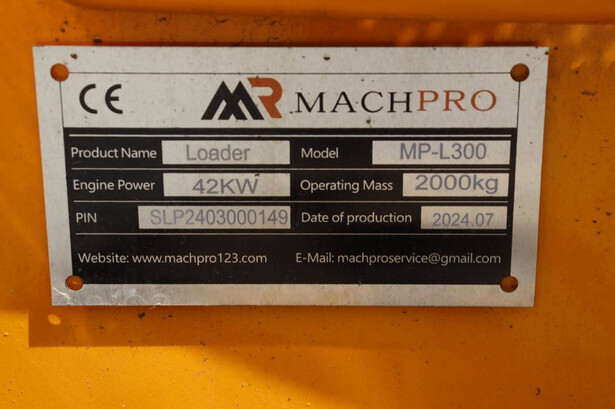 CE MR MACHPRO
Product Name Loader Model MP-L300
Engine Power 42KW Operating Mass 2000kg
PIN SLP2403000149 Date of production 2024.07
Website: www.machpro123.com E-Mail: machproservice@gmail.com